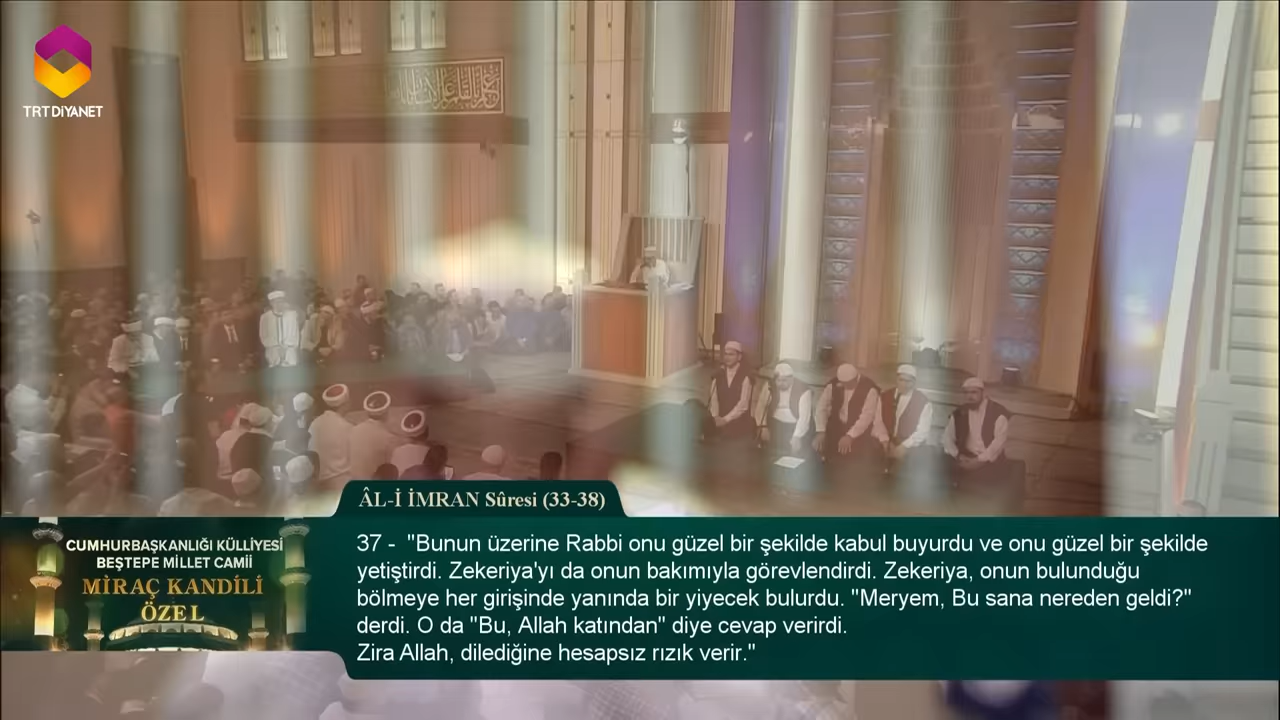 TRT DİYANET
ÂL-İ İMRAN Sûresi (33-38)
CUMHURBAŞKANLIĞI KÜLLİYESİ
BEŞTEPE MİLLET CAMİİ
MİRAÇ KANDİLİ
ÖZEL
37 - "Bunun üzerine Rabbi onu güzel bir şekilde kabul buyurdu ve onu güzel bir şekilde
yetiştirdi. Zekeriya'yı da onun bakımıyla görevlendirdi. Zekeriya, onun bulunduğu
bölmeye her girişinde yanında bir yiyecek bulurdu. "Meryem, Bu sana nereden geldi?"
derdi. O da "Bu, Allah katından" diye cevap verirdi.
Zira Allah, dilediğine hesapsız rızık verir."